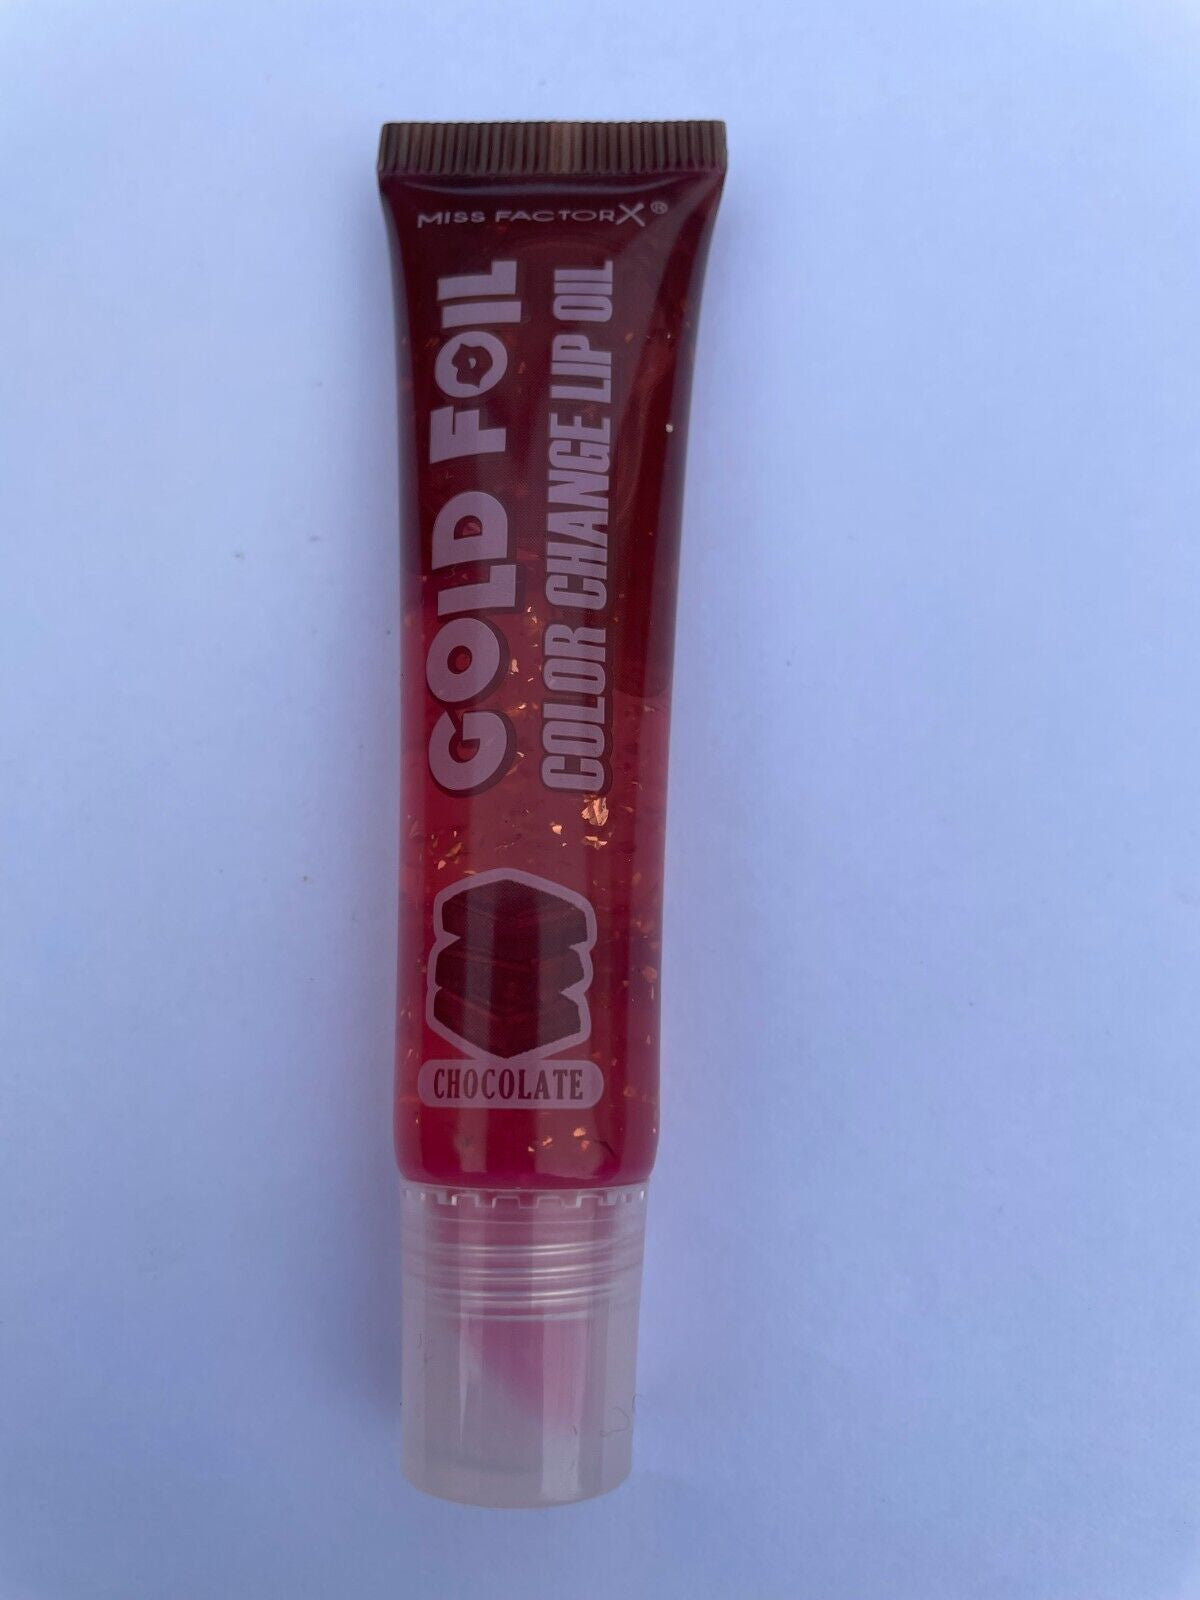 MISS FACTORX®
GOLD FOIL
COLOR CHANGE LIP OIL
CHOCOLATE